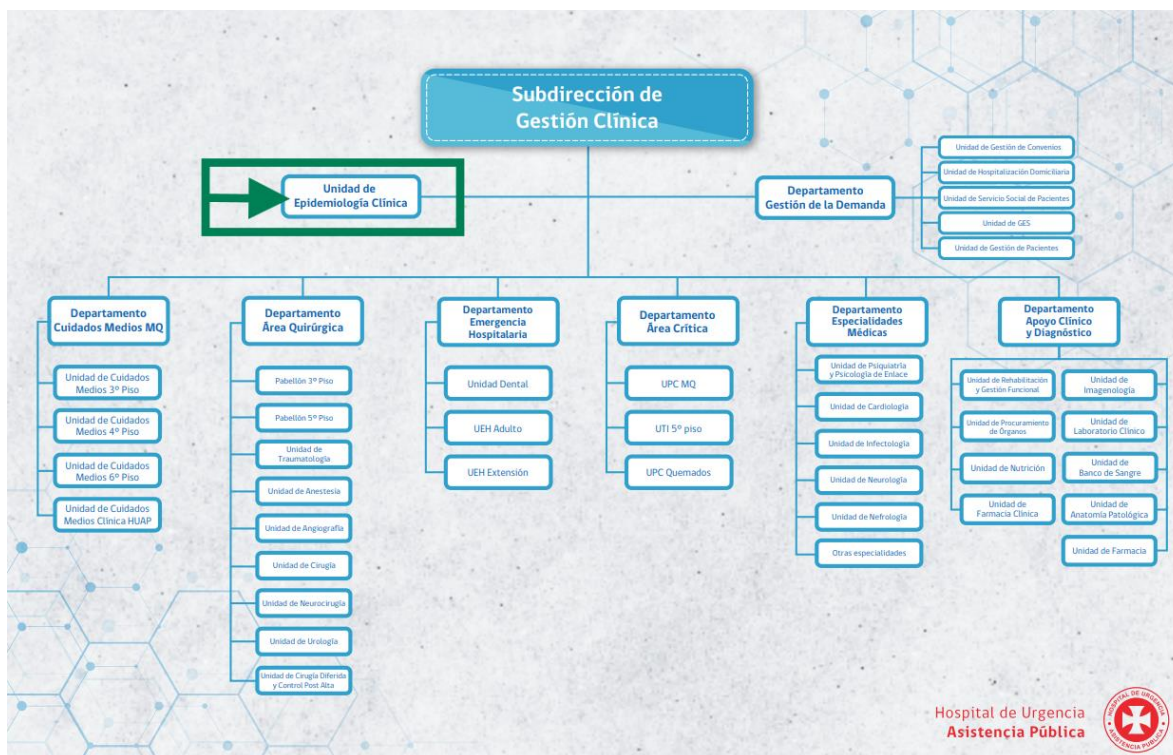 Subdirección de
Gestión Clínica
Unidad de
Epidemiología Clínica
Departamento
Gestión de la Demanda
Unidad de Gestión de Convenios
Unidad de Hospitalización Domiciliaria
Unidad de Servicio Social de Pacientes
Unidad de GES
Unidad de Gestión de Pacientes
Departamento
Cuidados Medios MQ
Unidad de Cuidados
Medios 3º Piso
Unidad de Cuidados
Medios 4º Piso
Unidad de Cuidados
Medios 6º Piso
Unidad de Cuidados
Medios Clínica HUAP
Departamento
Área Quirúrgica
Pabellón 3º Piso
Pabellón 5º Piso
Unidad de
Traumatología
Unidad de Anestesia
Unidad de Angiografía
Unidad de Cirugía
Unidad de Neurocirugía
Unidad de Urología
Unidad de Cirugía Diferida
y Control Post Alta
Departamento
Emergencia
Hospitalaria
Unidad Dental
UEH Adulto
UEH Extensión
Departamento
Área Crítica
UPC MQ
UTI 5º piso
UPC Quemados
Departamento
Especialidades
Médicas
Unidad de Psiquiatría
y Psicología de Enlace
Unidad de Cardiología
Unidad de Infectología
Unidad de Neurología
Unidad de Nefrología
Otras especialidades
Departamento
Apoyo Clínico
y Diagnóstico
Unidad de Rehabilitación
y Gestión Funcional
Unidad de Procuramiento
de Órganos
Unidad de Nutrición
Unidad de
Farmacia Clínica
Unidad de
Imagenología
Unidad de
Laboratorio Clínico
Unidad de
Banco de Sangre
Unidad de
Anatomía Patológica
Unidad de Farmacia
Hospital de Urgencia
Asistencia Pública
HOSPITAL DE URGENCIA
ASISTENCIA PUBLICA